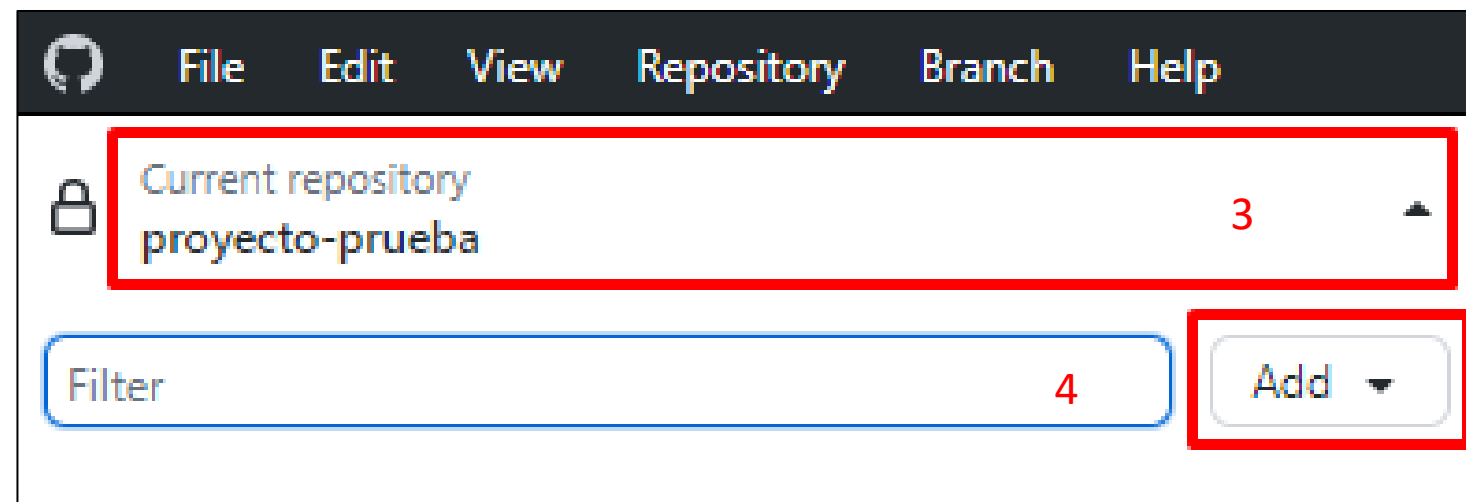 File Edit View Repository Branch Help
Current repository
proyecto-prueba
3
Filter
4
Add